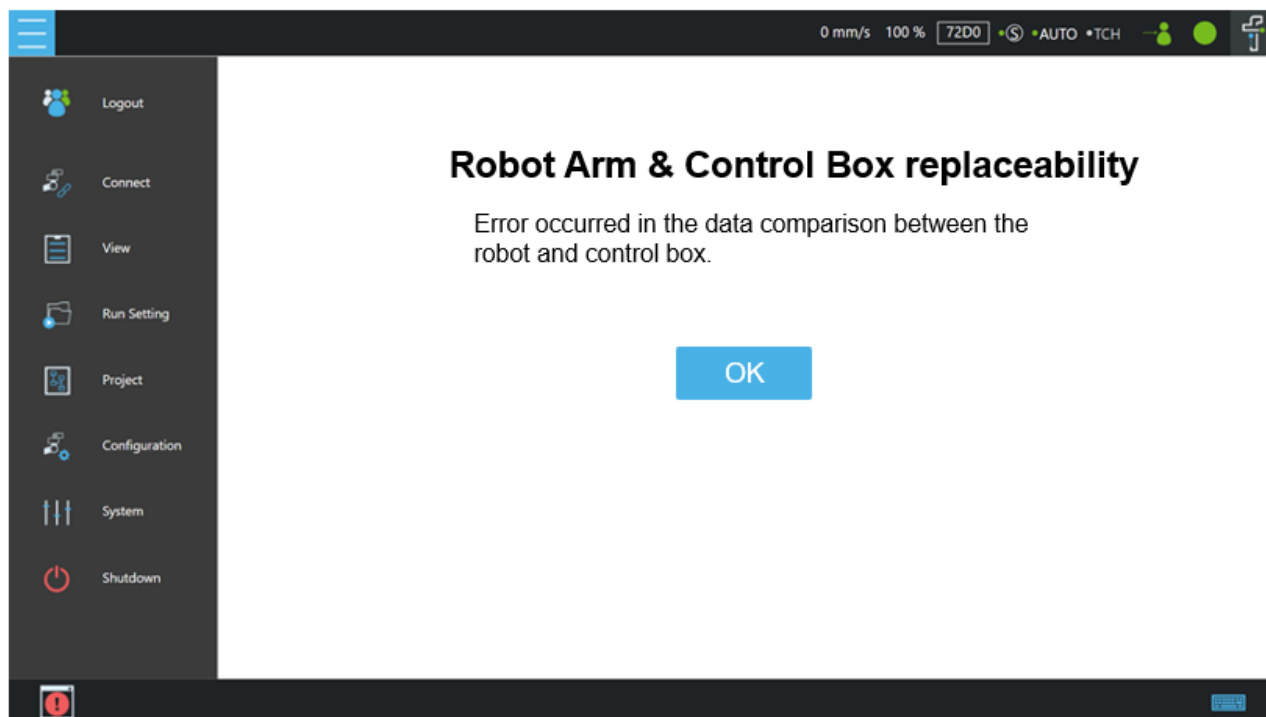 0 mm/s 100 % 72D0 Ⓢ AUTO TCH
Logout
Connect
View
Run Setting
Project
Configuration
System
Shutdown
Robot Arm & Control Box replaceability
Error occurred in the data comparison between the
robot and control box.
OK